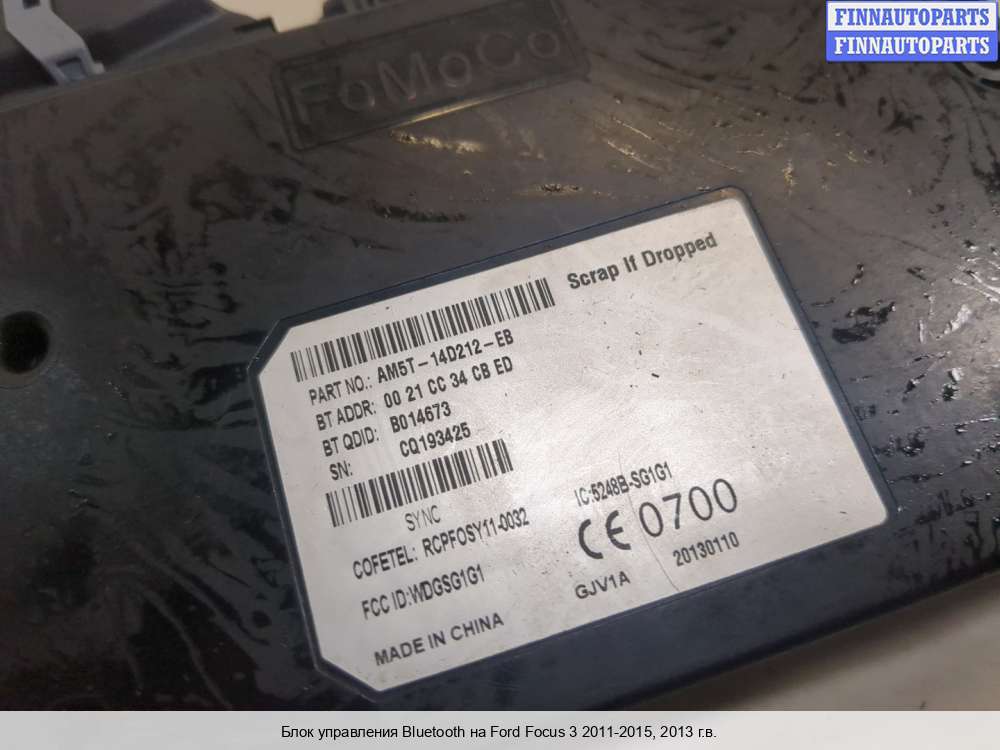 FINNAUTOPARTS
FINNAUTOPARTS
FoMoCo
Scrap If Dropped
PART NO.: AM5T-14D212-EB
BT ADDR: 00 21 CC 34 CB ED
BT QDID: B014673
SN: CQ193425
SYNC
IC:5248B-SG1G1
COFETEL: RCPFOSY11-0032
CE 0700
FCC ID:WDGSG1G1
GJV1A 20130110
MADE IN CHINA
Блок управления Bluetooth на Ford Focus 3 2011-2015, 2013 г.в.